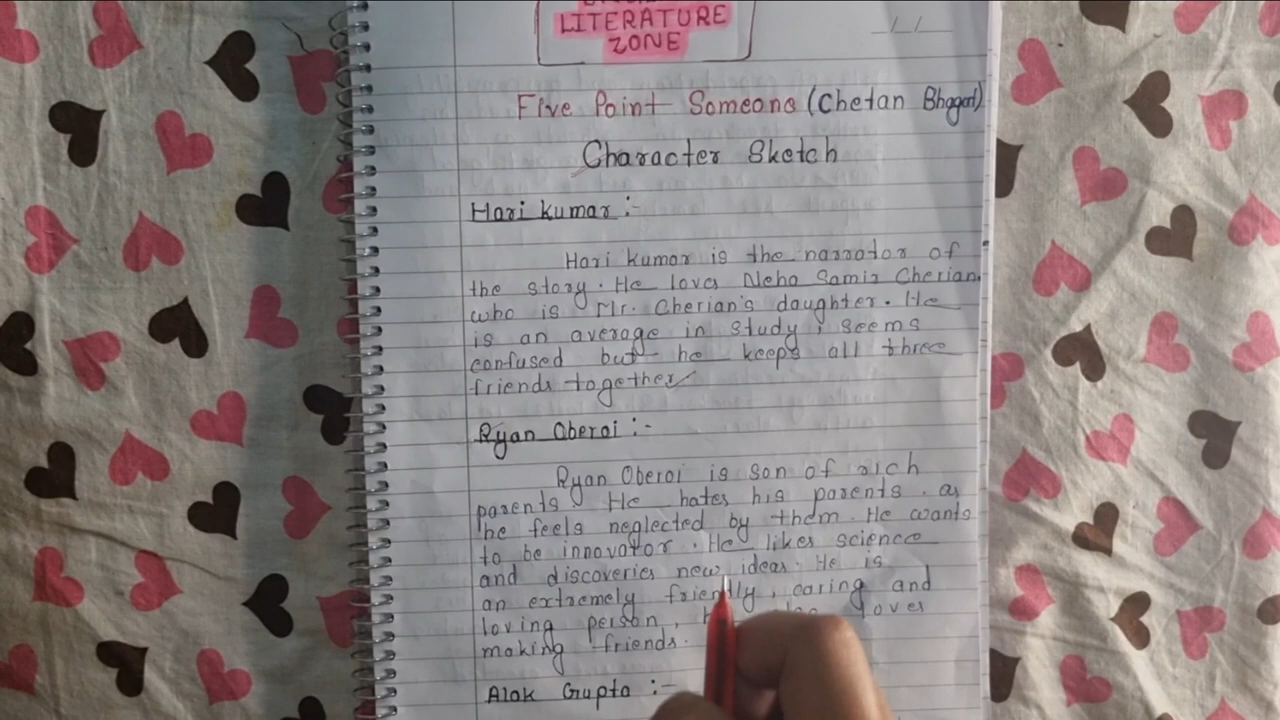 LITERATURE
ZONE
Five Point Someone (Chetan Bhagat)
Character Sketch
Hari kumar :-
Hari kumar is the narrator of
the story. He loves Neha Samir Cherian
who is Mr. Cherian's daughter. He
is an average in study, seems
confused but he keeps all three
friends together
Ryan Oberoi :-
Ryan Oberoi is son of rich
parents. He hates his parents as
he feels neglected by them. He wants
to be innovator. He likes science
and discoveries new ideas. He is
an extremely friendly, caring and
loving person, loves
making friends.
Alok Gupta :-